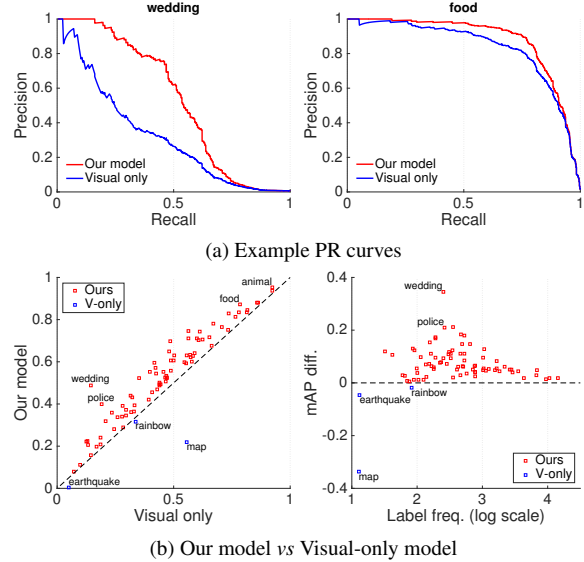 wedding
Precision
1
0.8
0.6
0.4
0.2
0
Our model
Visual only
0
0.5
1
Recall
food
Precision
1
0.8
0.6
0.4
0.2
0
Our model
Visual only
0
0.5
1
Recall
(a) Example PR curves
Our model
1
0.8
0.6
0.4
0.2
0
Ours
V-only
animal
food
wedding
police
rainbow
map
earthquake
0
0.5
1
Visual only
mAP diff.
0.4
0.2
0
-0.2
-0.4
wedding
police
rainbow
earthquake
map
Ours
V-only
1
2
3
4
Label freq. (log scale)
(b) Our model vs Visual-only model